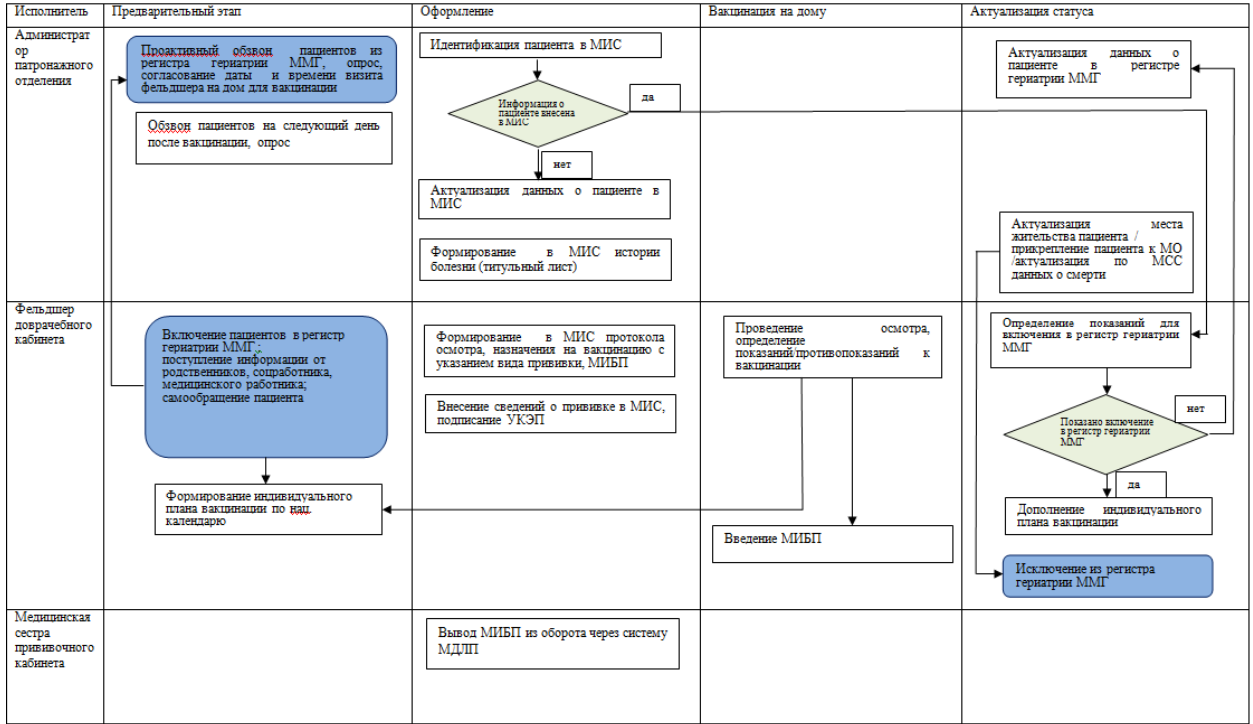 Исполнитель
Предварительный этап
Оформление
Вакцинация на дому
Актуализация статуса
Администрат
ор
патронажного
отделения
Проактивный обзвон пациентов из
регистра гериатрии ММГ, опрос,
согласование даты и времени визита
фельдшера на дом для вакцинации
Обзвон пациентов на следующий день
после вакцинации, опрос
Идентификация пациента в МИС
Информация о
пациенте внесена
в МИС
да
нет
Актуализация данных о пациенте в
МИС
Формирование в МИС истории
болезни (титульный лист)
Актуализация данных о
пациенте в регистре
гериатрии ММГ
Актуализация места
жительства пациента /
прикрепление пациента к МО
/актуализация по МСС
данных о смерти
Фельдшер
доврачебного
кабинета
Включение пациентов в регистр
гериатрии ММГ ;
поступление информации от
родственников, соцработника,
медицинского работника;
самообращение пациента
Формирование индивидуального
плана вакцинации по нац.
календарю
Формирование в МИС протокола
осмотра, назначения на вакцинацию с
указанием вида прививки, МИБП
Внесение сведений о прививке в МИС,
подписание УКЭП
Проведение осмотра,
определение
показаний/противопоказаний к
вакцинации
Введение МИБП
Определение показаний для
включения в регистр гериатрии
ММГ
Показано включение
в регистр гериатрии
ММГ
нет
да
Дополнение индивидуального
плана вакцинации
Исключение из регистра
гериатрии ММГ
Медицинская
сестра
прививочного
кабинета
Вывод МИБП из оборота через систему
МДЛП